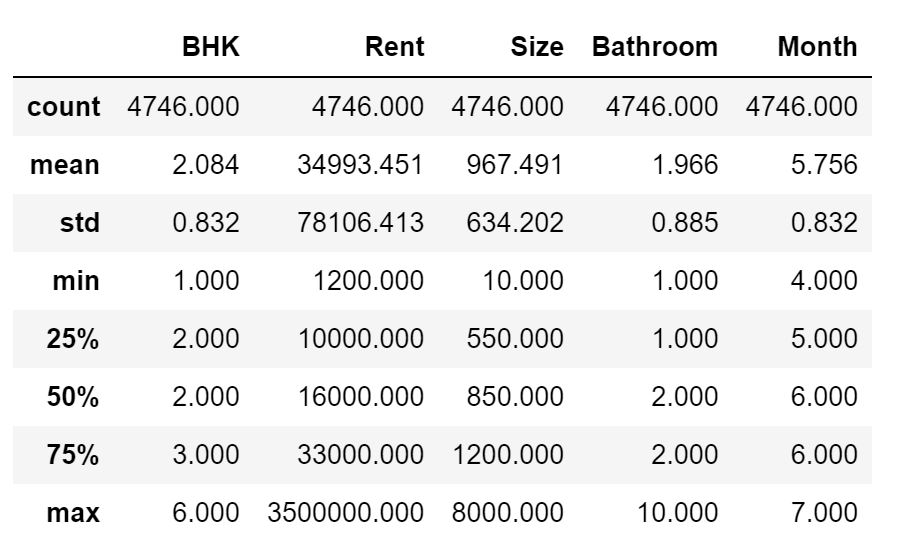 BHK Rent Size Bathroom Month
count 4746.000 4746.000 4746.000 4746.000 4746.000
mean 2.084 34993.451 967.491 1.966 5.756
std 0.832 78106.413 634.202 0.885 0.832
min 1.000 1200.000 10.000 1.000 4.000
25% 2.000 10000.000 550.000 1.000 5.000
50% 2.000 16000.000 850.000 2.000 6.000
75% 3.000 33000.000 1200.000 2.000 6.000
max 6.000 3500000.000 8000.000 10.000 7.000